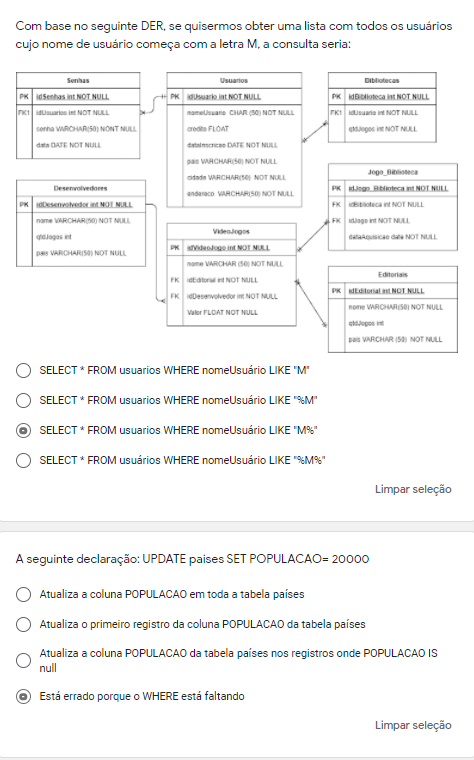 Com base no seguinte DER, se quisermos obter uma lista com todos os usuários
cujo nome de usuário começa com a letra M, a consulta seria:
Senhas
PK idSenhas int NOT NULL
FK1 idUsuarios int NOT NULL
senha VARCHAR(50) NONT NULL
data DATE NOT NULL
Usuarios
PK idUsuario int NOT NULL
nomeUsuario CHAR (50) NOT NULL
credito FLOAT
dataInscricao DATE NOT NULL
pais VARCHAR(50) NOT NULL
cidade VARCHAR(50) NOT NULL
endereco VARCHAR(50) NOT NULL
Bibliotecas
PK idBiblioteca int NOT NULL
FK1 idUsuario int NOT NULL
qtdJogos int NOT NULL
Desenvolvedores
PK idDesenvolvedor int NOT NULL
nome VARCHAR(50) NOT NULL
qtdJogos int
pais VARCHAR(50) NOT NULL
VideoJogos
PK idVideoJogo int NOT NULL
nome VARCHAR (50) NOT NULL
FK idEditorial int NOT NULL
FK idDesenvolvedor int NOT NULL
Valor FLOAT NOT NULL
Jogo_Biblioteca
PK idJogo_Biblioteca int NOT NULL
FK idBiblioteca int NOT NULL
FK idJogo int NOT NULL
dataAquisicao date NOT NULL
Editoriais
PK idEditorial int NOT NULL
nome VARCHAR(50) NOT NULL
qtdJogos int
pais VARCHAR (50) NOT NULL
SELECT * FROM usuarios WHERE nomeUsuário LIKE "M"
SELECT * FROM usuarios WHERE nomeUsuário LIKE "%M"
SELECT * FROM usuarios WHERE nomeUsuário LIKE "M%"
SELECT * FROM usuários WHERE nomeUsuário LIKE "%M%"
Limpar seleção
A seguinte declaração: UPDATE paises SET POPULACAO= 20000
Atualiza a coluna POPULACAO em toda a tabela países
Atualiza o primeiro registro da coluna POPULACAO da tabela países
Atualiza a coluna POPULACAO da tabela países nos registros onde POPULACAO IS
null
Está errado porque o WHERE está faltando
Limpar seleção